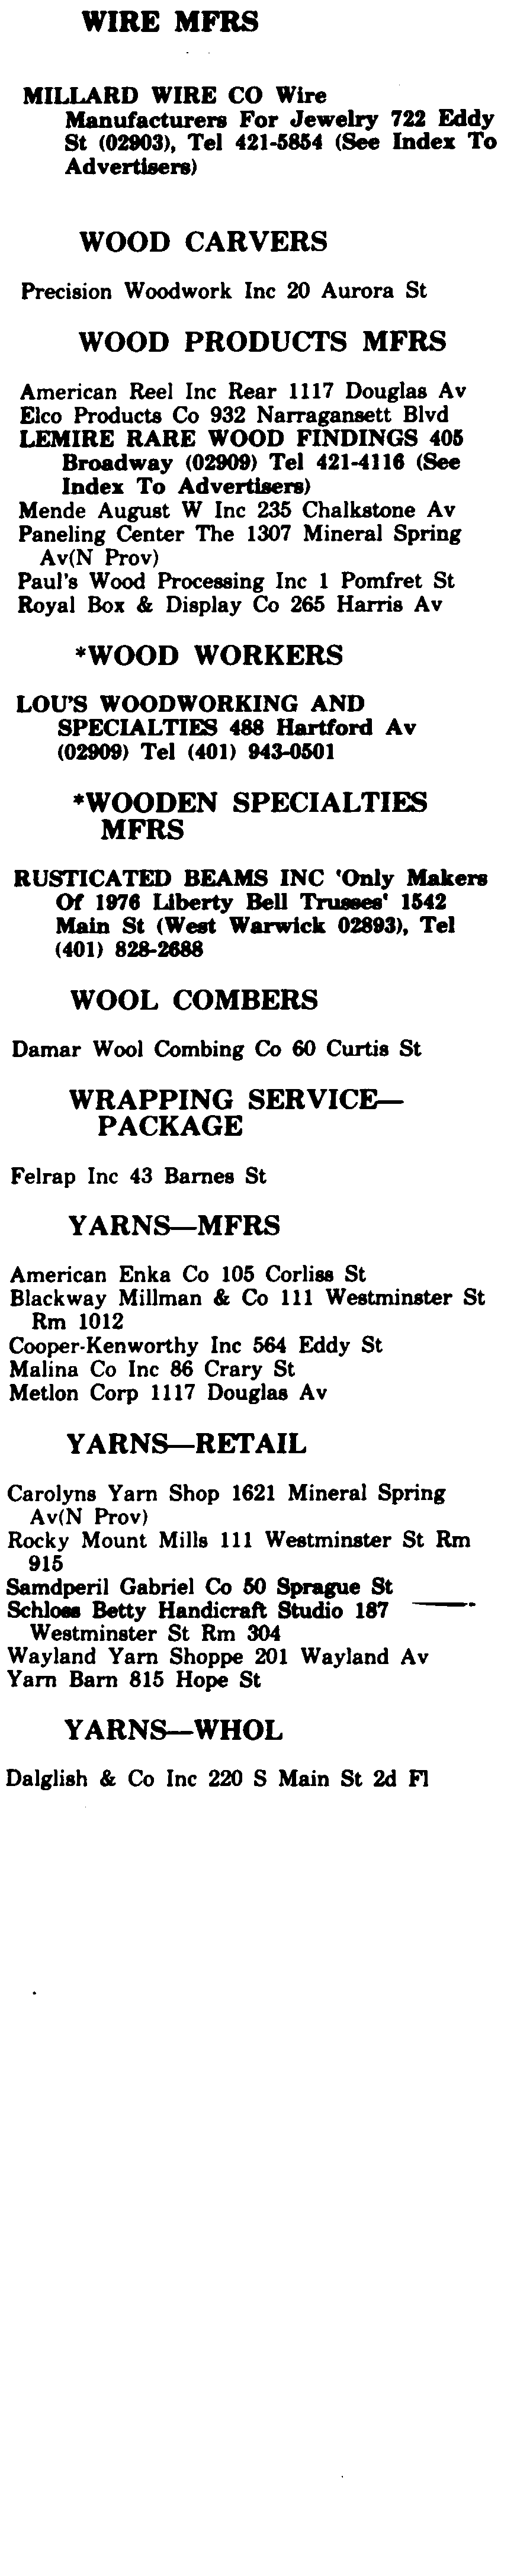 WIRE MFRS
MILLARD WIRE CO Wire
Manufacturers For Jewelry 722 Eddy
St (02903), Tel 421-5854 (See Index To
Advertisers)
WOOD CARVERS
Precision Woodwork Inc 20 Aurora St
WOOD PRODUCTS MFRS
American Reel Inc Rear 1117 Douglas Av
Elco Products Co 932 Narragansett Blvd
LEMIRE RARE WOOD FINDINGS 405
Broadway (02909) Tel 421-4116 (See
Index To Advertisers)
Mende August W Inc 235 Chalkstone Av
Paneling Center The 1307 Mineral Spring
Av(N Prov)
Paul's Wood Processing Inc 1 Pomfret St
Royal Box & Display Co 265 Harris Av
*WOOD WORKERS
LOU'S WOODWORKING AND
SPECIALTIES 488 Hartford Av
(02909) Tel (401) 943-0501
*WOODEN SPECIALTIES
MFRS
RUSTICATED BEAMS INC 'Only Makers
Of 1976 Liberty Bell Trusses' 1542
Main St (West Warwick 02893), Tel
(401) 828-2688
WOOL COMBERS
Damar Wool Combing Co 60 Curtis St
WRAPPING SERVICE—
PACKAGE
Felrap Inc 43 Barnes St
YARNS—MFRS
American Enka Co 105 Corliss St
Blackway Millman & Co 111 Westminster St
Rm 1012
Cooper-Kenworthy Inc 564 Eddy St
Malina Co Inc 86 Crary St
Metlon Corp 1117 Douglas Av
YARNS—RETAIL
Carolyns Yarn Shop 1621 Mineral Spring
Av(N Prov)
Rocky Mount Mills 111 Westminster St Rm
915
Samdperil Gabriel Co 50 Sprague St
Schloss Betty Handicraft Studio 187
Westminster St Rm 304
Wayland Yarn Shoppe 201 Wayland Av
Yarn Barn 815 Hope St
YARNS—WHOL
Dalglish & Co Inc 220 S Main St 2d Fl